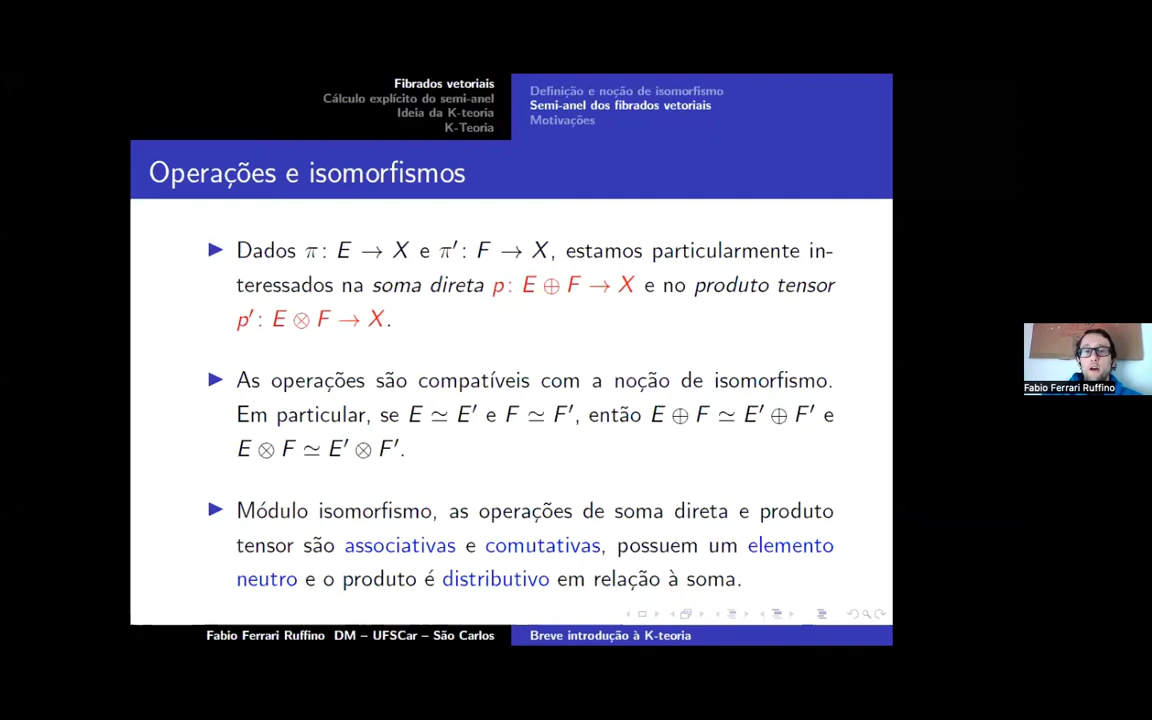 Fibrados vetoriais
Cálculo explícito do semi-anel
Ideia da K-teoria
K-Teoria
Definição e noção de isomorfismo
Semi-anel dos fibrados vetoriais
Motivações
Operações e isomorfismos
Dados π: E → X e π′: F → X, estamos particularmente in-
teressados na soma direta p: E ⊕ F → X e no produto tensor
p′: E ⊗ F → X.
As operações são compatíveis com a noção de isomorfismo.
Em particular, se E ≃ E′ e F ≃ F′, então E ⊕ F ≃ E′ ⊕ F′ e
E ⊗ F ≃ E′ ⊗ F′.
Módulo isomorfismo, as operações de soma direta e produto
tensor são associativas e comutativas, possuem um elemento
neutro e o produto é distributivo em relação à soma.
Fabio Ferrari Ruffino DM – UFSCar – São Carlos
Breve introdução à K-teoria
Fabio Ferrari Ruffino